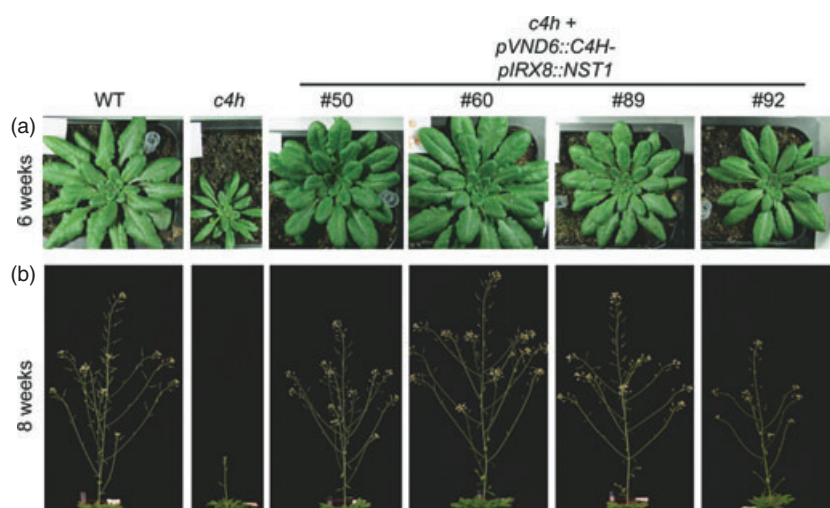 c4h +
pVND6::C4H-
pIRX8::NST1
WT c4h #50 #60 #89 #92
(a)
6 weeks
(b)
8 weeks